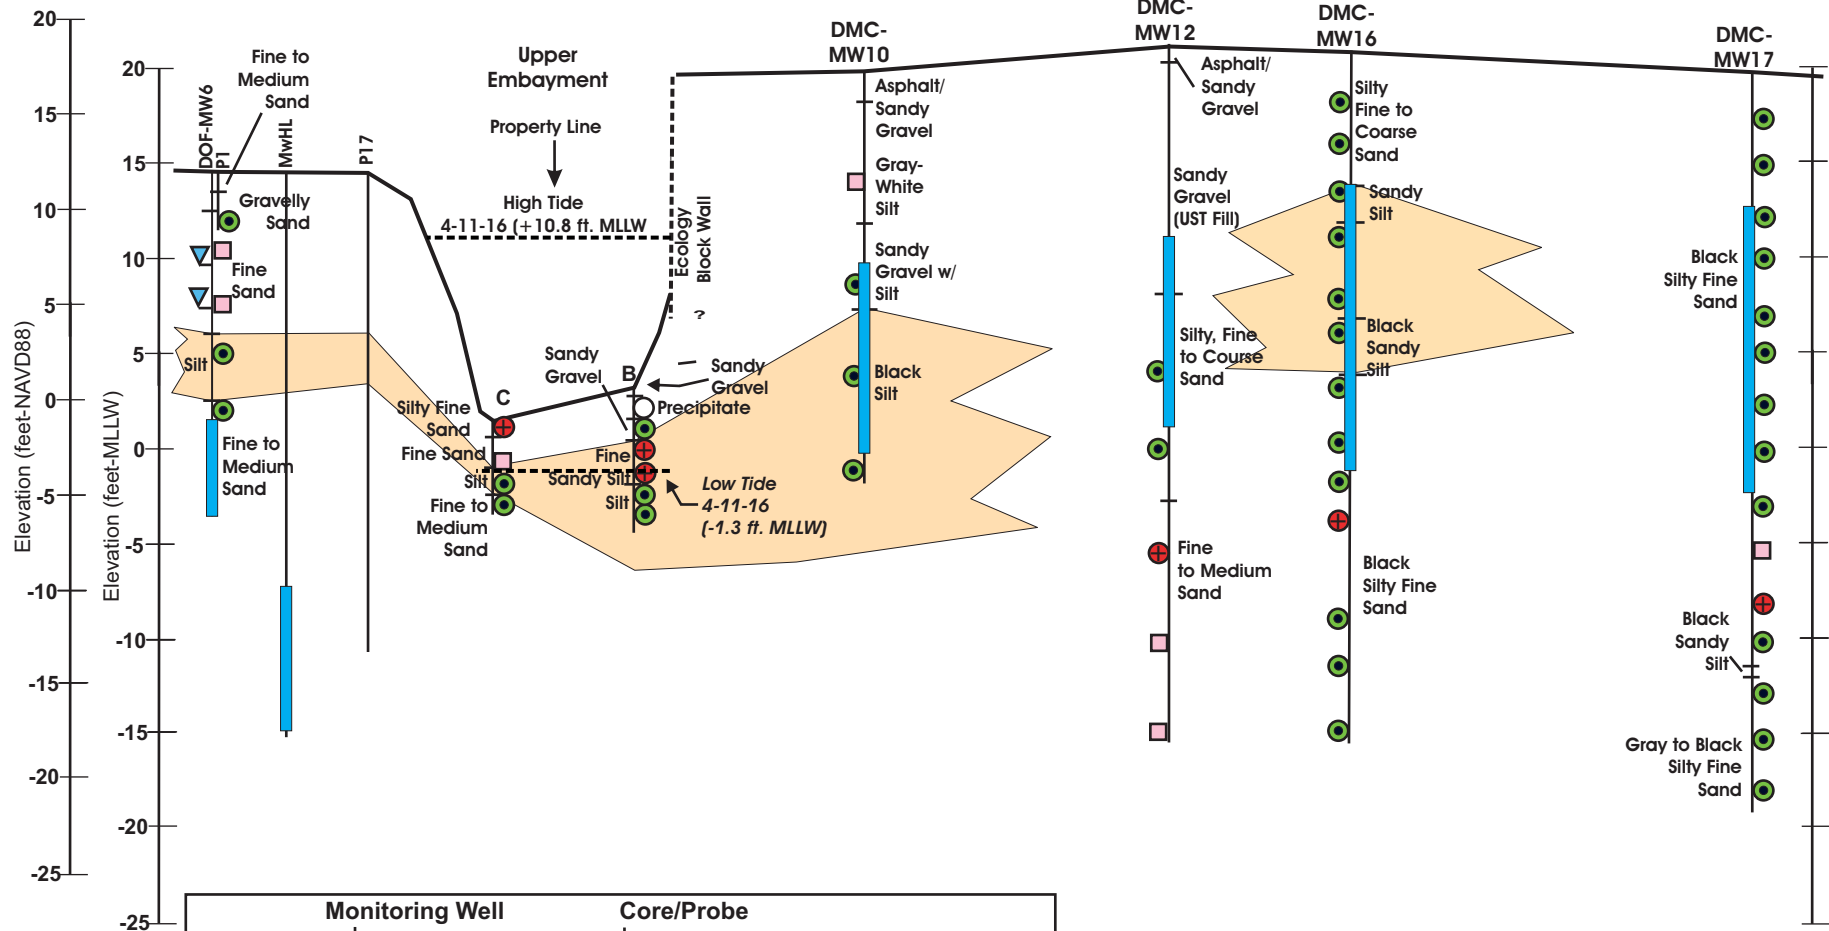 DMC-
MW10
DMC-
MW12
DMC-
MW16
DMC-
MW17
Elevation (feet-NAVD88)
20
15
10
5
0
-5
-10
-15
-20
-25
Elevation (feet-MLLW)
20
15
10
5
0
-5
-10
-15
-20
-25
DOF-MW6
P1
MwHL
P17
Fine to
Medium
Sand
Gravelly
Sand
Fine
Sand
Silt
Fine to
Medium
Sand
Upper
Embayment
Property Line
High Tide
4-11-16 (+10.8 ft. MLLW
Ecology
Block Wall
?
C
Silty Fine
Sand
Fine Sand
Silt
Fine to
Medium
Sand
B
Sandy
Gravel
Sandy
Gravel
Precipitate
Fine
Sandy Silt
Silt
Low Tide
4-11-16
(-1.3 ft. MLLW)
Asphalt/
Sandy
Gravel
Gray-
White
Silt
Sandy
Gravel w/
Silt
Black
Silt
Asphalt/
Sandy
Gravel
Sandy
Gravel
(UST Fill)
Silty, Fine
to Course
Sand
Fine
to Medium
Sand
Silty
Fine to
Coarse
Sand
Sandy
Silt
Black
Sandy
Silt
Black
Silty Fine
Sand
Black
Silty Fine
Sand
Black
Sandy
Silt
Gray to Black
Silty Fine
Sand
Monitoring Well
Core/Probe